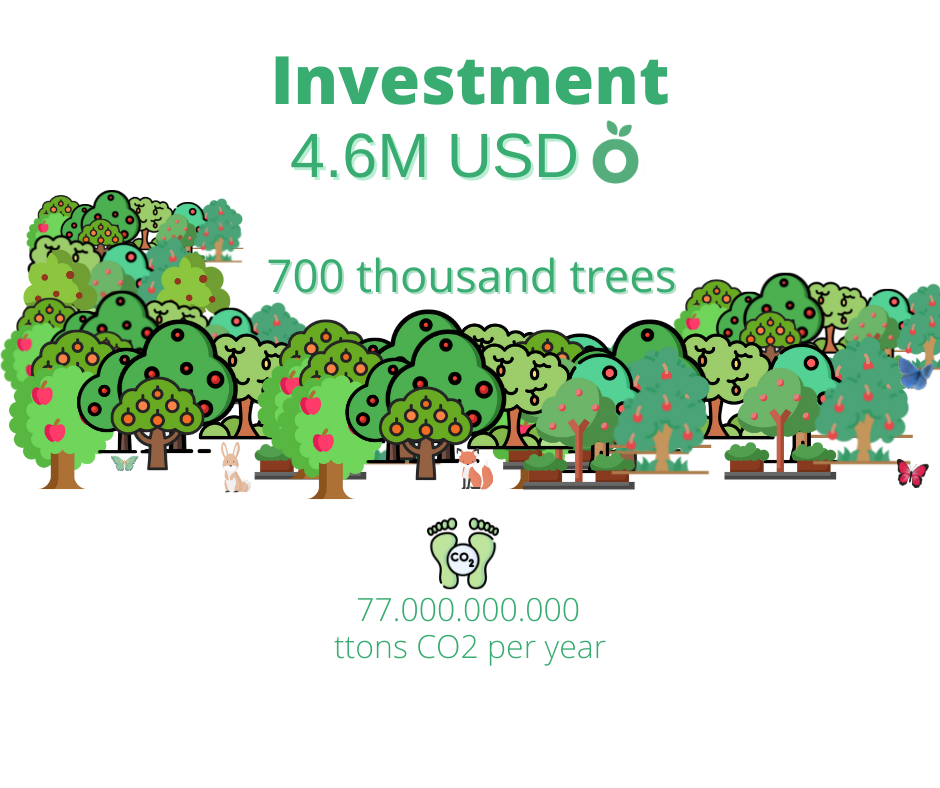 Investment
4.6M USD
700 thousand trees
CO2
77.000.000.000
ttons CO2 per year